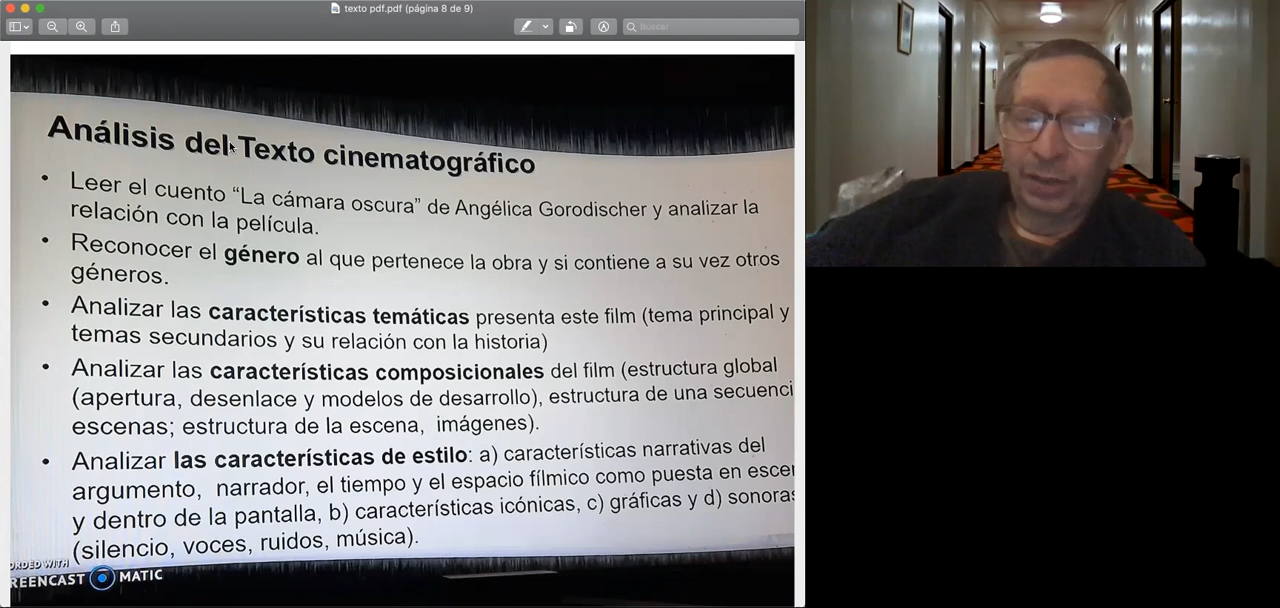 texto pdf.pdf (página 8 de 9)
Buscar
Análisis del Texto cinematográfico
• Leer el cuento “La cámara oscura” de Angélica Gorodischer y analizar la
relación con la película.
• Reconocer el género al que pertenece la obra y si contiene a su vez otros
géneros.
• Analizar las características temáticas presenta este film (tema principal y
temas secundarios y su relación con la historia)
• Analizar las características composicionales del film (estructura global
(apertura, desenlace y modelos de desarrollo), estructura de una secuenci
escenas; estructura de la escena, imágenes).
• Analizar las características de estilo: a) características narrativas del
argumento, narrador, el tiempo y el espacio fílmico como puesta en escen
y dentro de la pantalla, b) características icónicas, c) gráficas y d) sonoras
(silencio, voces, ruidos, música).
ORDED WITH
REENCAST MATIC